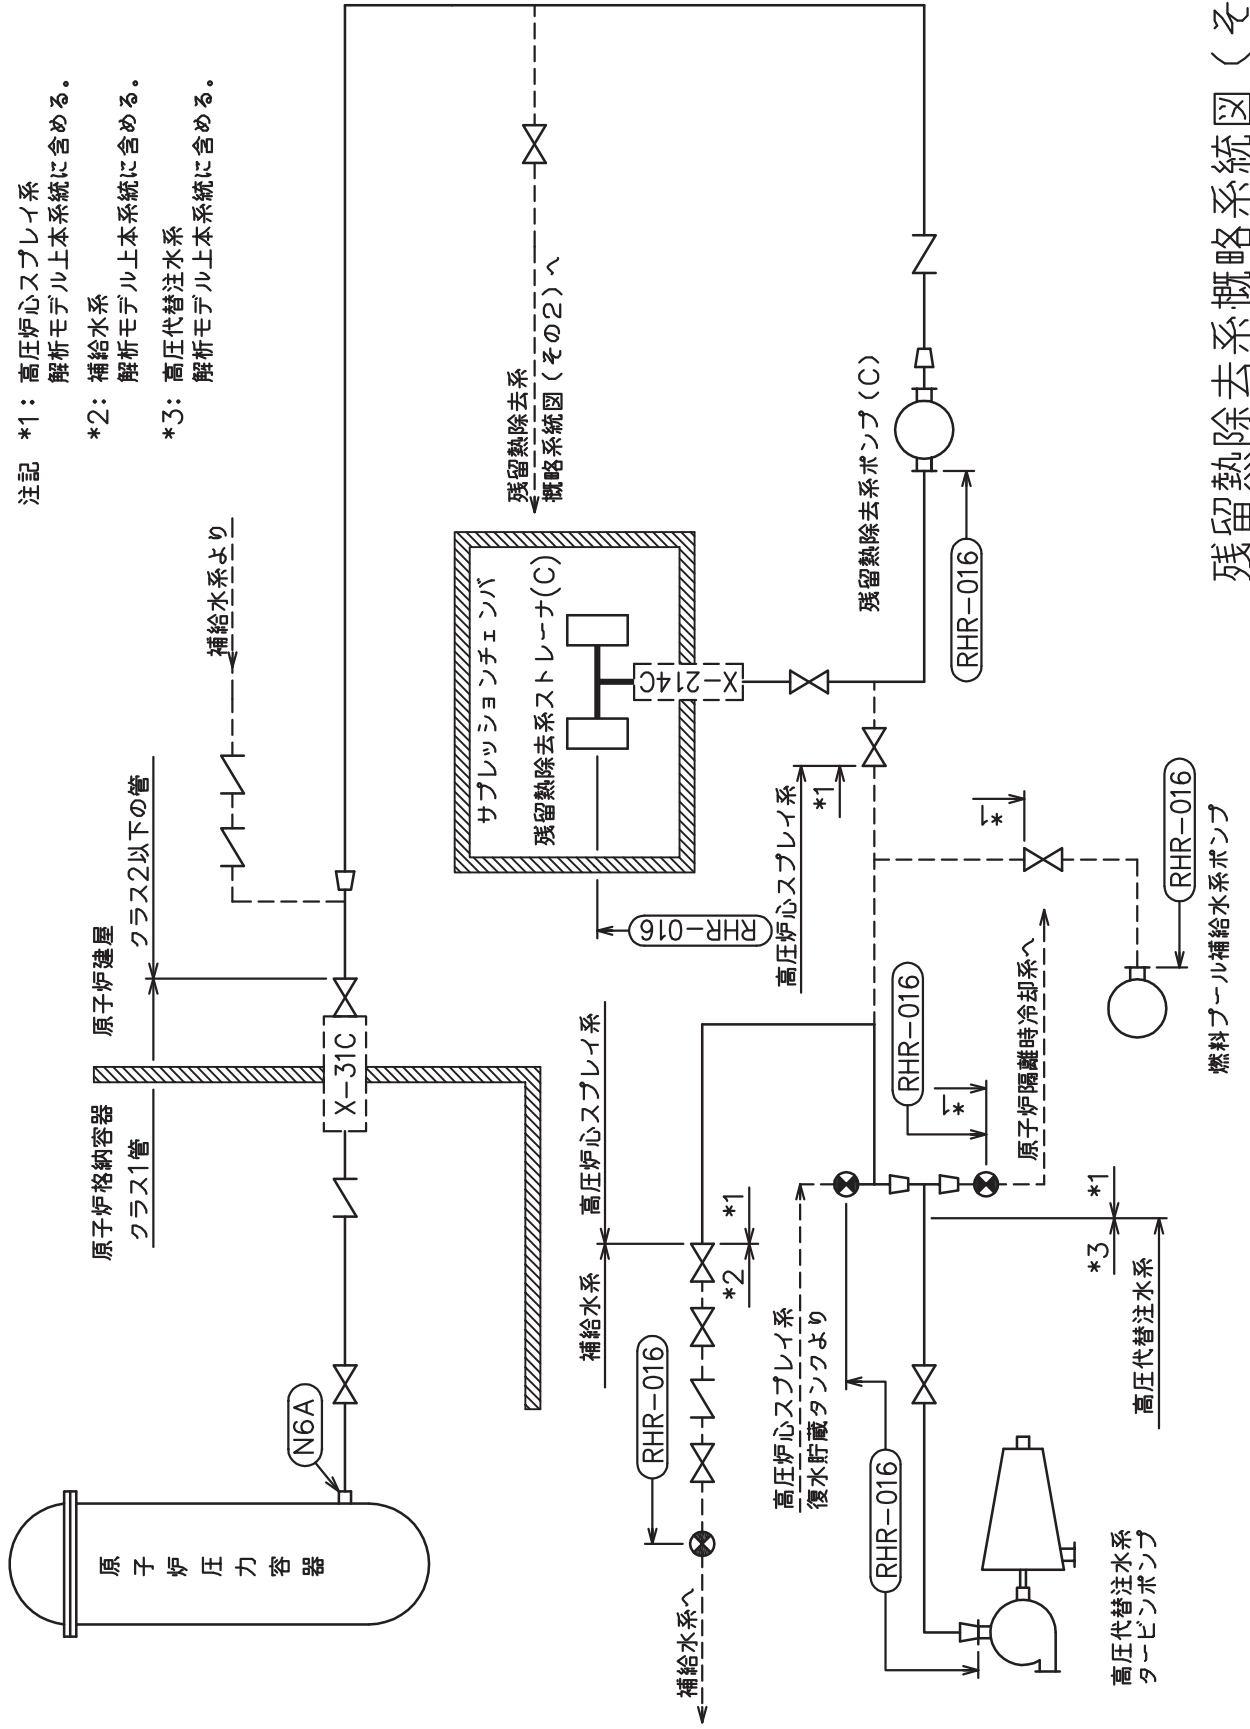 注記 *1：高圧炉心スプレイ系
解析モデル上本系統に含める。
*2：補給水系
解析モデル上本系統に含める。
*3：高圧代替注水系
解析モデル上本系統に含める。
原子炉圧力容器
N6A
原子炉格納容器
原子炉建屋
クラス1管
クラス2以下の管
X-31C
補給水系より
残留熱除去系
概略系統図（その2）へ
サプレッションチェンバ
残留熱除去系ストレーナ(C)
X-214C
RHR-016
残留熱除去系ポンプ（C）
RHR-016
高圧炉心スプレイ系
*1
補給水系
高圧炉心スプレイ系
*2
*1
RHR-016
補給水系へ
高圧炉心スプレイ系
復水貯蔵タンクより
RHR-016
RHR-016
*1
原子炉隔離時冷却系へ
*1
RHR-016
燃料プール補給水系ポンプ
*3
*1
高圧代替注水系
高圧代替注水系
タービンポンプ
残留熱除去系概略系統図（そ